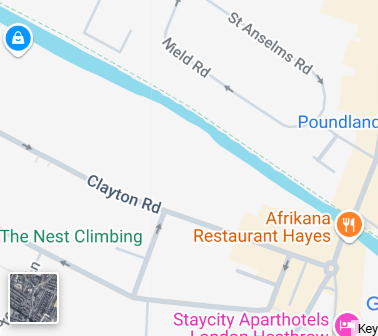 St Anselms Rd
Meld Rd
Poundland
Clayton Rd
Afrikana
Restaurant Hayes
The Nest Climbing
G
Staycity Aparthotels
London Heathrow
Key